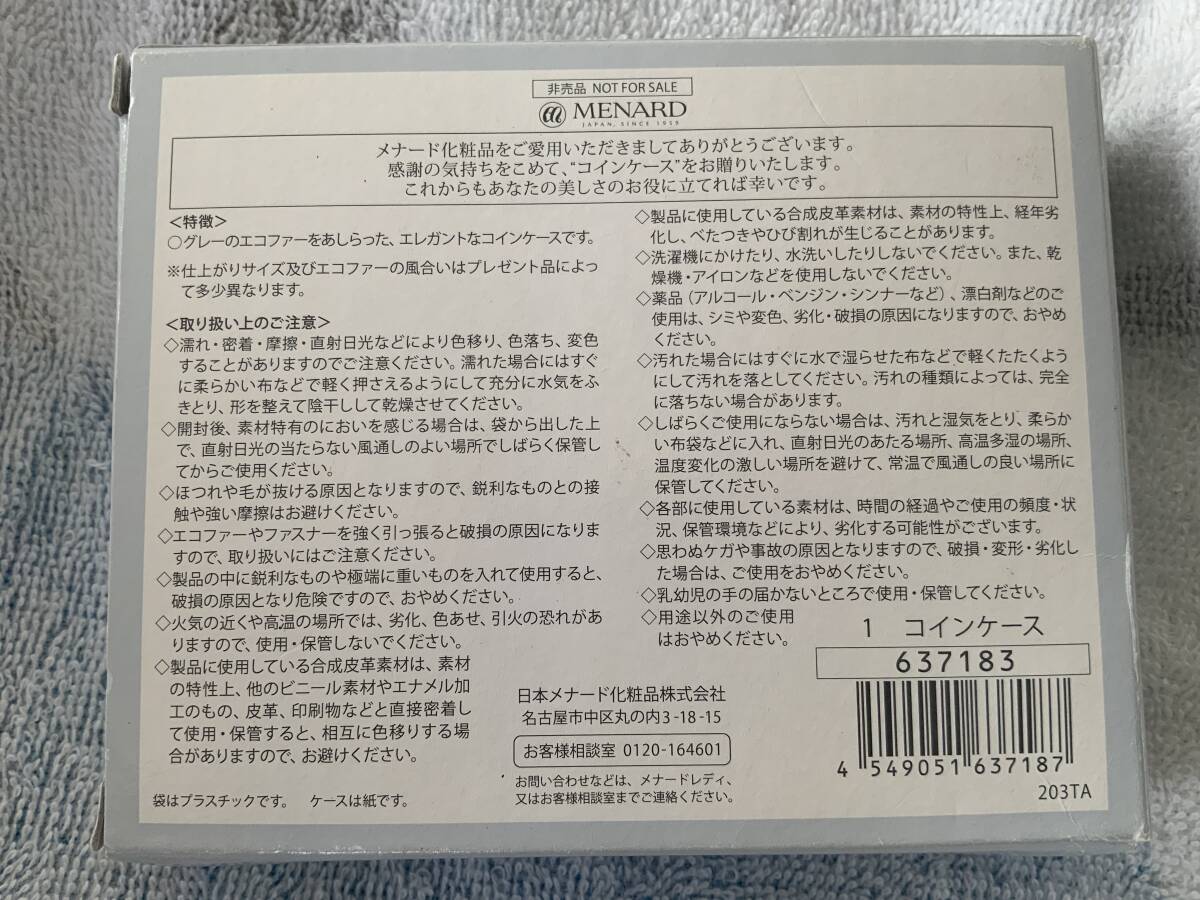 非売品 NOT FOR SALE
MENARD
JAPAN, SINCE 1959
メナード化粧品をご愛用いただきましてありがとうございます。
感謝の気持ちをこめて、“コインケース”をお贈りいたします。
これからもあなたの美しさのお役に立てれば幸いです。
<特徴>
○グレーのエコファーをあしらった、エレガントなコインケースです。
※仕上がりサイズ及びエコファーの風合いはプレゼント品によっ
て多少異なります。
<取り扱い上のご注意>
◇濡れ・密着・摩擦・直射日光などにより色移り、色落ち、変色
することがありますのでご注意ください。濡れた場合にはすぐ
に柔らかい布などで軽く押さえるようにして充分に水気をふ
きとり、形を整えて陰干しして乾燥させてください。
◇開封後、素材特有のにおいを感じる場合は、袋から出した上
で、直射日光の当たらない風通しのよい場所でしばらく保管し
てからご使用ください。
◇ほつれや毛が抜ける原因となりますので、鋭利なものとの接
触や強い摩擦はお避けください。
◇エコファーやファスナーを強く引っ張ると破損の原因になりま
すので、取り扱いにはご注意ください。
◇製品の中に鋭利なものや極端に重いものを入れて使用すると、
破損の原因となり危険ですので、おやめください。
◇火気の近くや高温の場所では、劣化、色あせ、引火の恐れがあ
りますので、使用・保管しないでください。
◇製品に使用している合成皮革素材は、素材
の特性上、他のビニール素材やエナメル加
工のもの、皮革、印刷物などと直接密着し
て使用・保管すると、相互に色移りする場
合がありますので、お避けください。
袋はプラスチックです。 ケースは紙です。
◇製品に使用している合成皮革素材は、素材の特性上、経年劣
化し、べたつきやひび割れが生じることがあります。
◇洗濯機にかけたり、水洗いしたりしないでください。また、乾
燥機・アイロンなどを使用しないでください。
◇薬品（アルコール・ベンジン・シンナーなど）、漂白剤などのご
使用は、シミや変色、劣化・破損の原因になりますので、おやめ
ください。
◇汚れた場合にはすぐに水で湿らせた布などで軽くたたくよう
にして汚れを落としてください。汚れの種類によっては、完全
に落ちない場合があります。
◇しばらくご使用にならない場合は、汚れと湿気をとり、柔らか
い布袋などに入れ、直射日光のあたる場所、高温多湿の場所、
温度変化の激しい場所を避けて、常温で風通しの良い場所に
保管してください。
◇各部に使用している素材は、時間の経過やご使用の頻度・状
況、保管環境などにより、劣化する可能性がございます。
◇思わぬケガや事故の原因となりますので、破損・変形・劣化し
た場合は、ご使用をおやめください。
◇乳幼児の手の届かないところで使用・保管してください。
◇用途以外のご使用
はおやめください。
日本メナード化粧品株式会社
名古屋市中区丸の内3-18-15
お客様相談室 0120-164601
お問い合わせなどは、メナードレディ、
又はお客様相談室までご連絡ください。
1 コインケース
637183
4 549051 637187
203TA